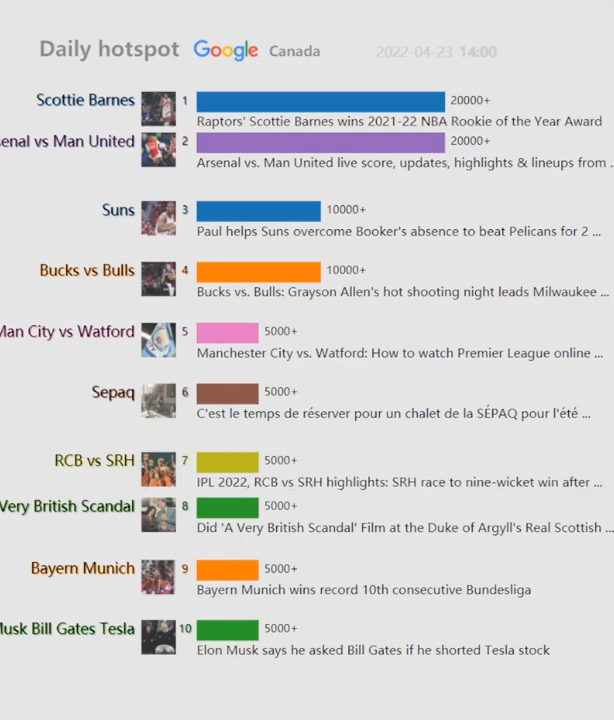 Daily hotspot Google Canada 2022-04-23 14:00
Scottie Barnes 1 20000+
Raptors' Scottie Barnes wins 2021-22 NBA Rookie of the Year Award
enal vs Man United 2 20000+
Arsenal vs. Man United live score, updates, highlights & lineups from ...
Suns 3 10000+
Paul helps Suns overcome Booker's absence to beat Pelicans for 2 ...
Bucks vs Bulls 4 10000+
Bucks vs. Bulls: Grayson Allen's hot shooting night leads Milwaukee ...
Man City vs Watford 5 5000+
Manchester City vs. Watford: How to watch Premier League online ...
Sepaq 6 5000+
C'est le temps de réserver pour un chalet de la SÉPAQ pour l'été ...
RCB vs SRH 7 5000+
IPL 2022, RCB vs SRH highlights: SRH race to nine-wicket win after ...
Very British Scandal 8 5000+
Did 'A Very British Scandal' Film at the Duke of Argyll's Real Scottish ...
Bayern Munich 9 5000+
Bayern Munich wins record 10th consecutive Bundesliga
Musk Bill Gates Tesla 10 5000+
Elon Musk says he asked Bill Gates if he shorted Tesla stock